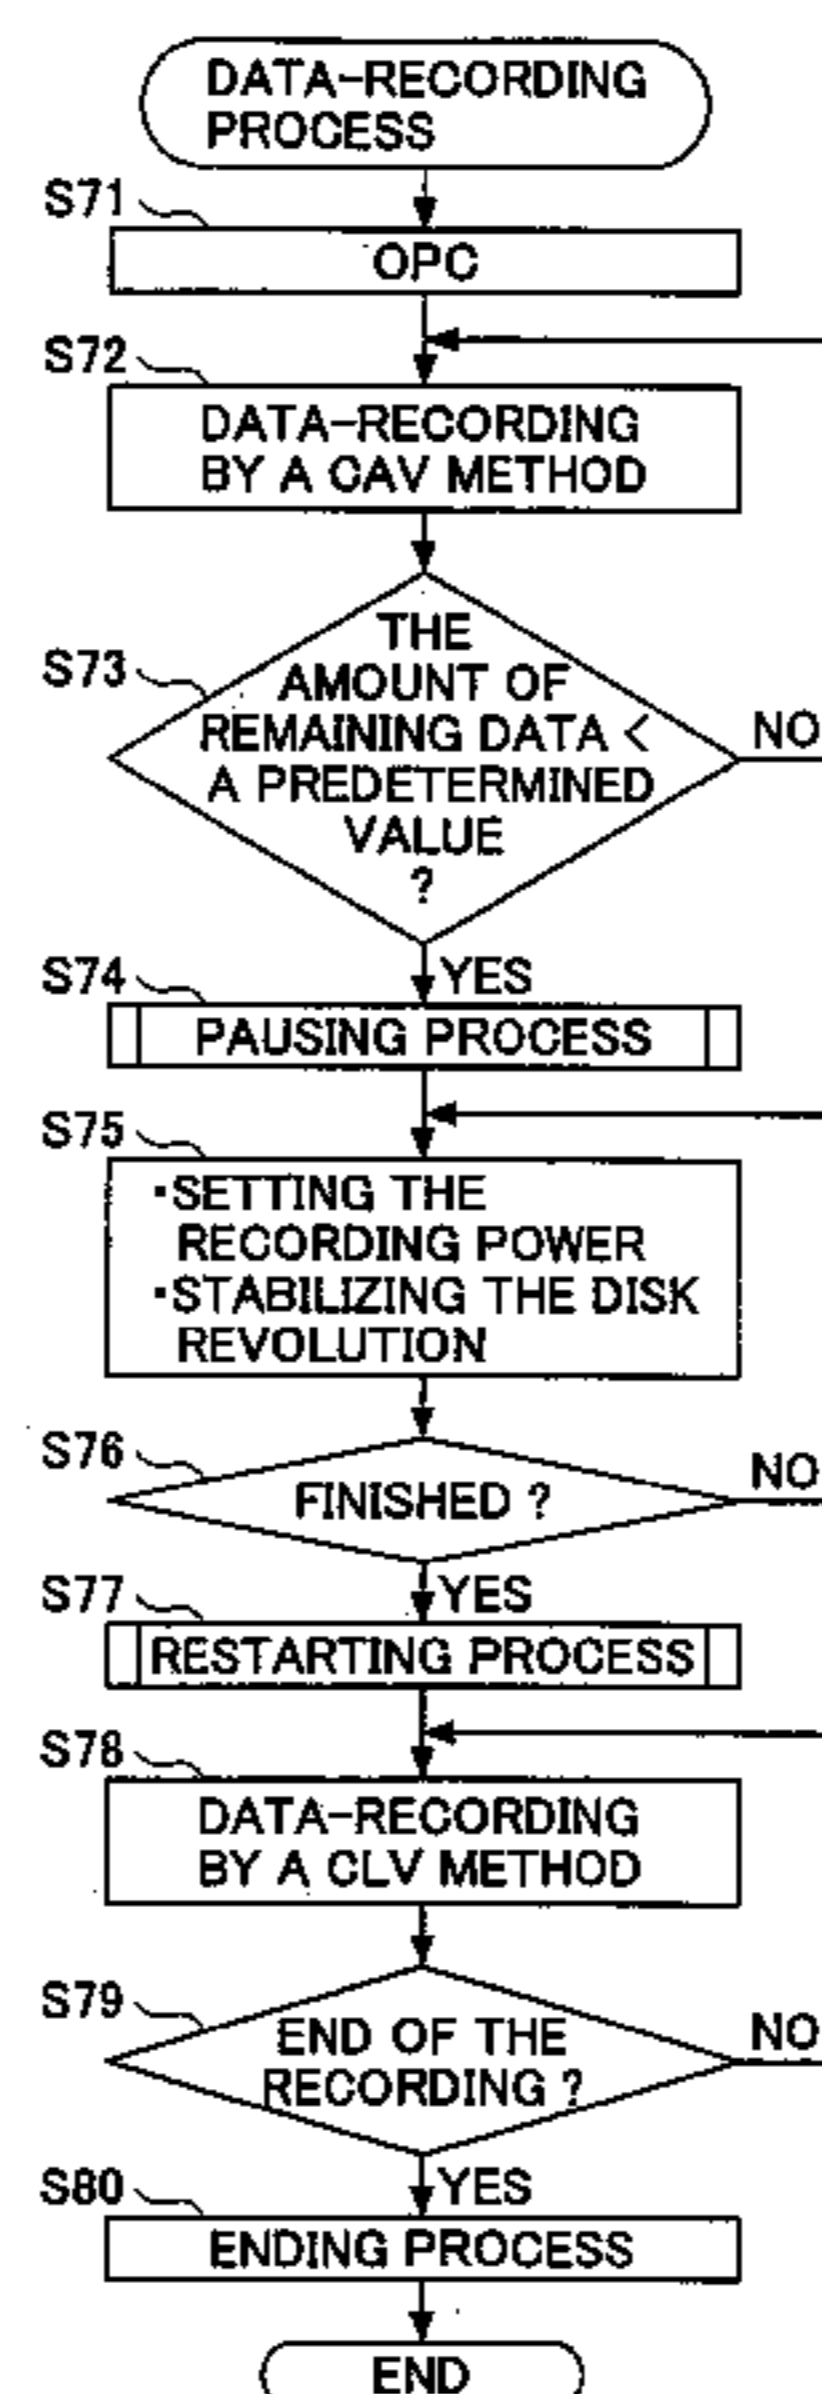 DATA-RECORDING
PROCESS
S71
OPC
S72
DATA-RECORDING
BY A CAV METHOD
S73
THE
AMOUNT OF
REMAINING DATA <
A PREDETERMINED
VALUE
?
NO
YES
S74
PAUSING PROCESS
S75
・SETTING THE
RECORDING POWER
・STABILIZING THE DISK
REVOLUTION
S76
FINISHED ?
NO
YES
S77
RESTARTING PROCESS
S78
DATA-RECORDING
BY A CLV METHOD
S79
END OF THE
RECORDING ?
NO
YES
S80
ENDING PROCESS
END